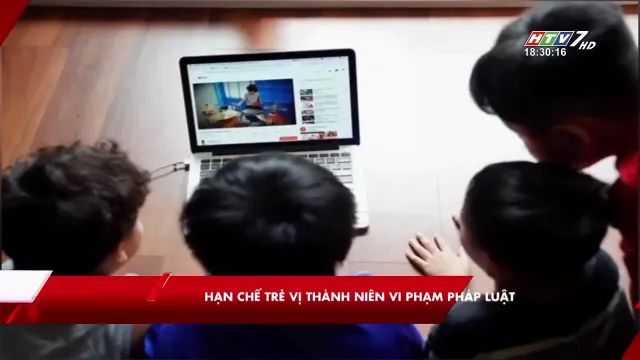 HTV7 HD
18:30:16
HẠN CHẾ TRẺ VỊ THÀNH NIÊN VI PHẠM PHÁP LUẬT